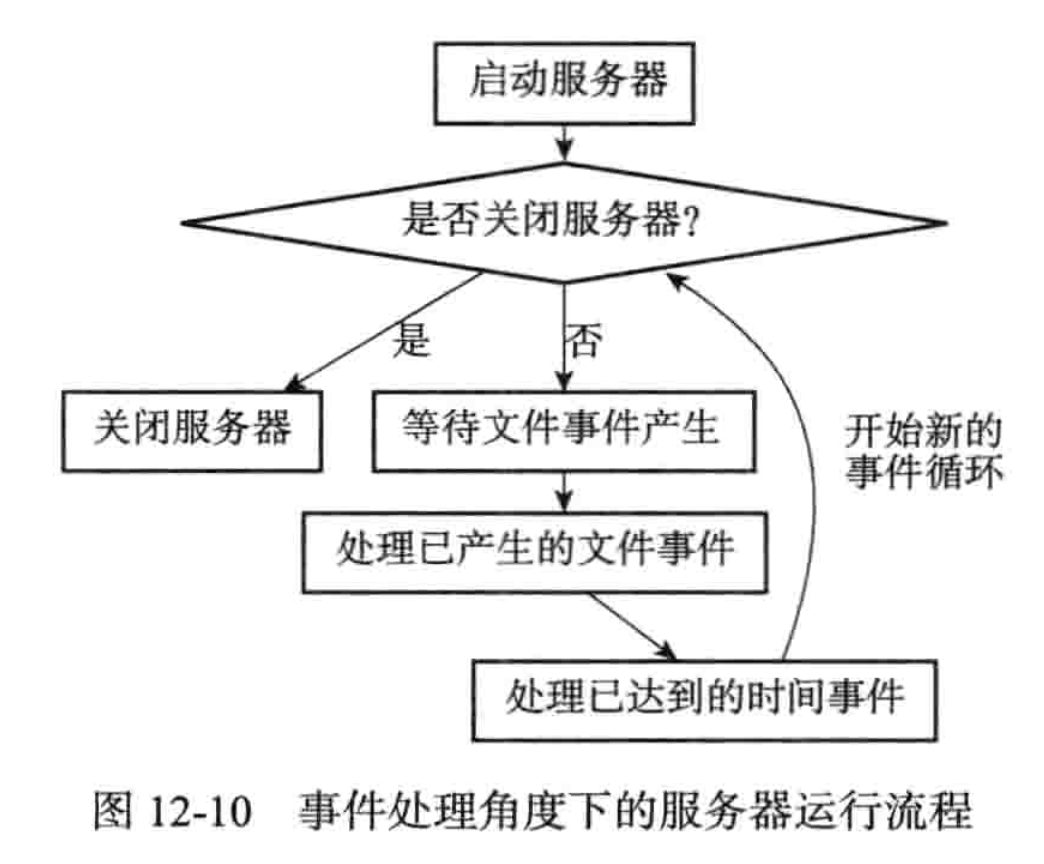 启动服务器
是否关闭服务器?
是
否
关闭服务器
等待文件事件产生
开始新的
事件循环
处理已产生的文件事件
处理已达到的时间事件
图 12-10 事件处理角度下的服务器运行流程